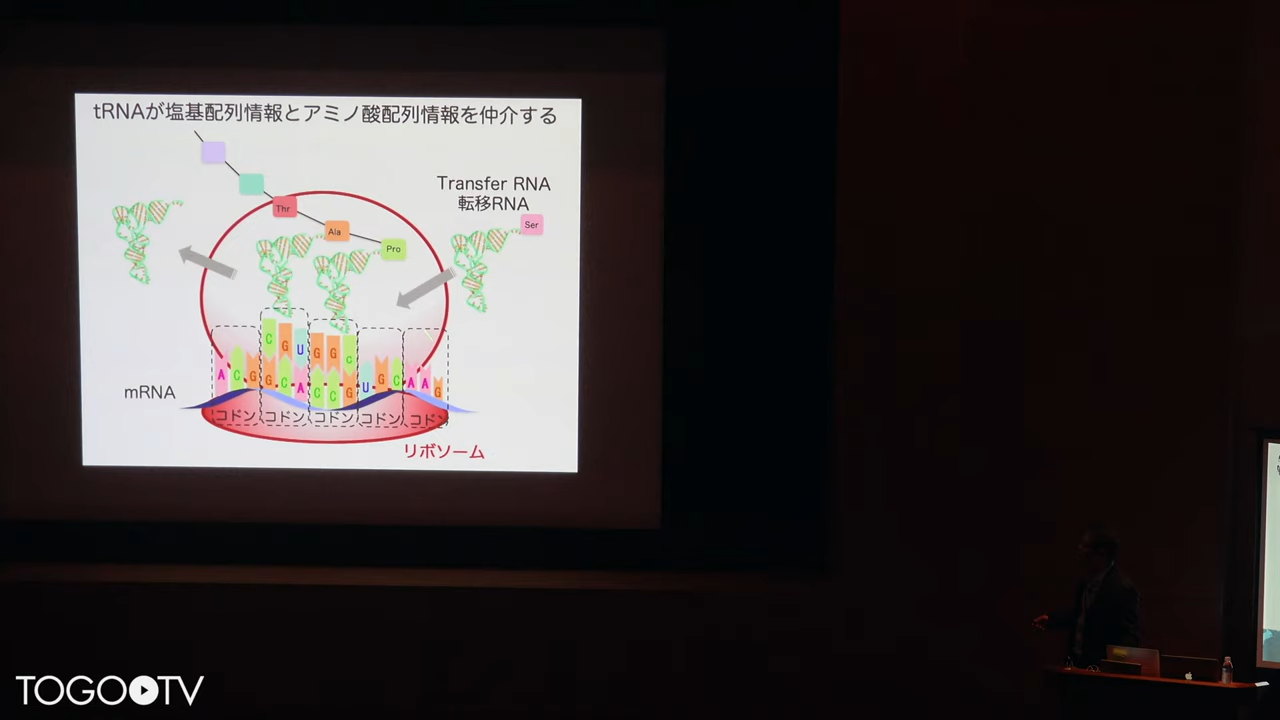 tRNAが塩基配列情報とアミノ酸配列情報を仲介する
Transfer RNA
転移RNA
Ser
Thr
Ala
Pro
C G U G G C
A C G G C A C C G U G C A A G
mRNA
コドン コドン コドン コドン コドン
リボソーム
TOGOTV